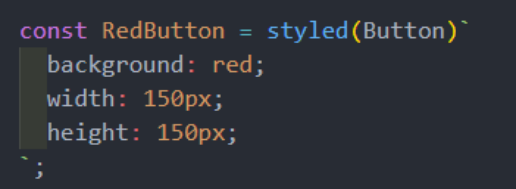 const RedButton = styled(Button)`
  background: red;
  width: 150px;
  height: 150px;
`;